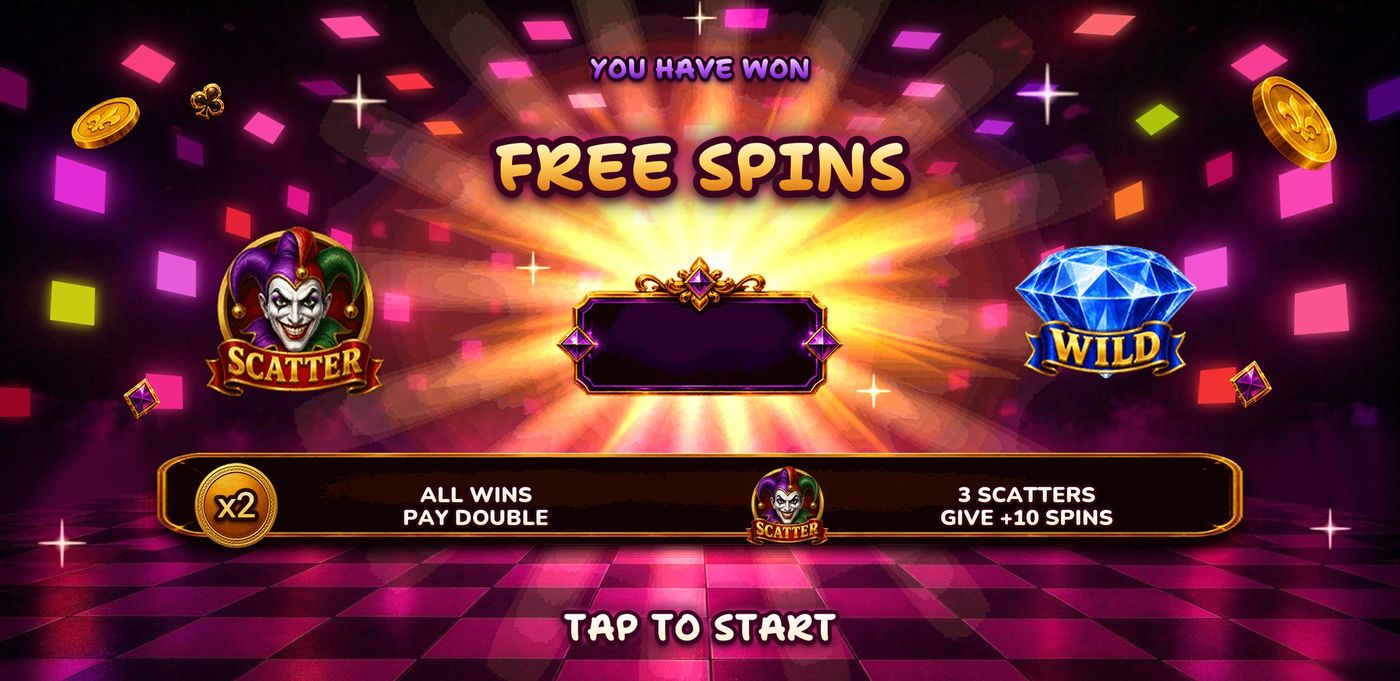 YOU HAVE WON
FREE SPINS
SCATTER
WILD
x2
ALL WINS
PAY DOUBLE
SCATTER
3 SCATTERS
GIVE +10 SPINS
TAP TO START